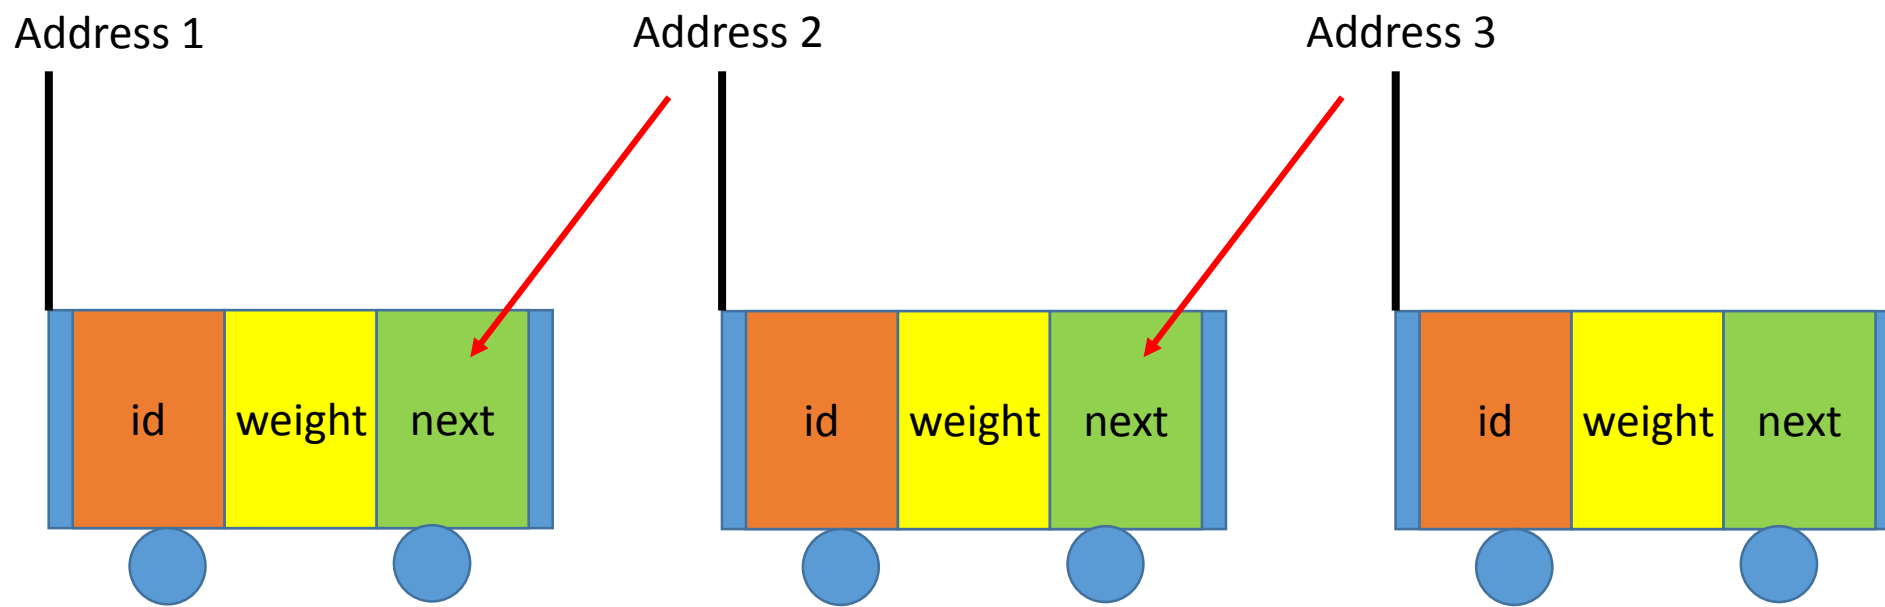 Address 1
Address 2
Address 3
id weight next
id weight next
id weight next